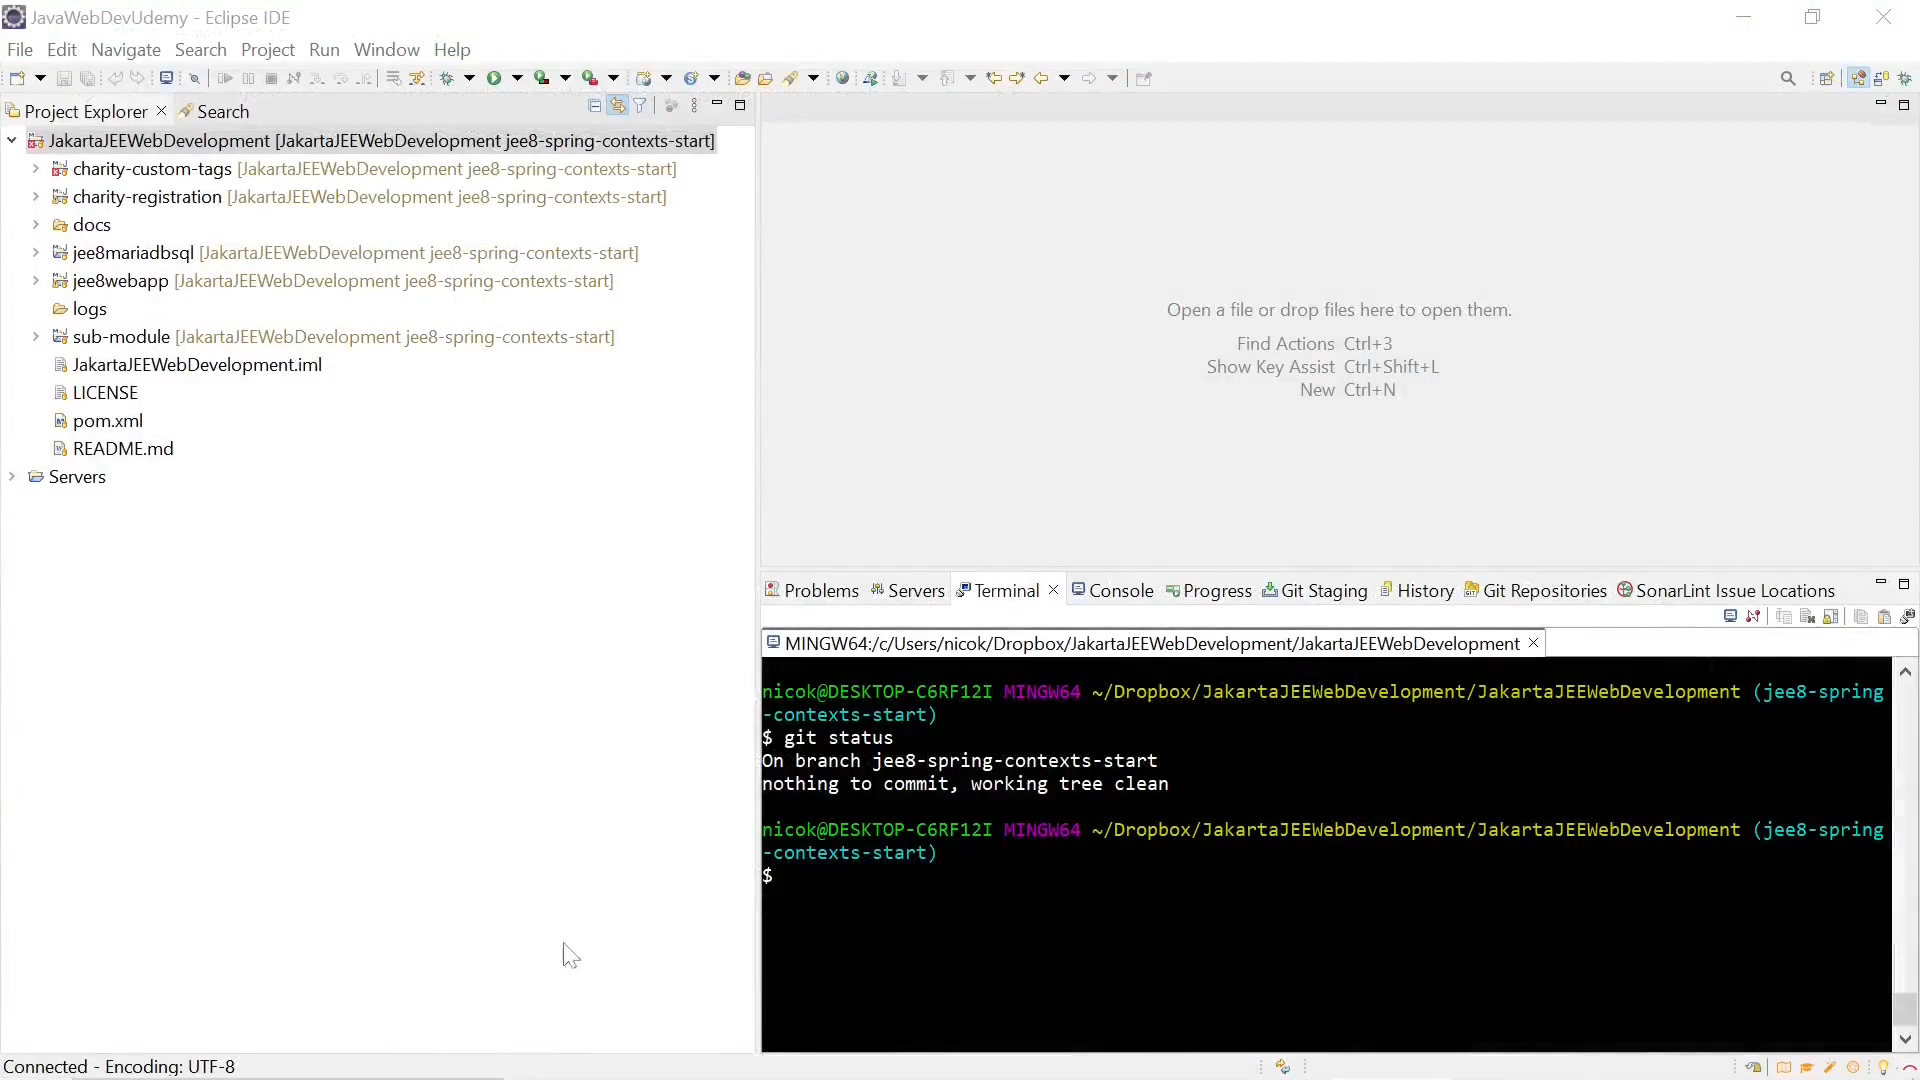 JavaWebDevUdemy - Eclipse IDE
File Edit Navigate Search Project Run Window Help
Project Explorer Search
JakartaJEEWebDevelopment [JakartaJEEWebDevelopment jee8-spring-contexts-start]
charity-custom-tags [JakartaJEEWebDevelopment jee8-spring-contexts-start]
charity-registration [JakartaJEEWebDevelopment jee8-spring-contexts-start]
docs
jee8mariadbsql [JakartaJEEWebDevelopment jee8-spring-contexts-start]
jee8webapp [JakartaJEEWebDevelopment jee8-spring-contexts-start]
logs
sub-module [JakartaJEEWebDevelopment jee8-spring-contexts-start]
JakartaJEEWebDevelopment.iml
LICENSE
pom.xml
README.md
Servers
Open a file or drop files here to open them.
Find Actions Ctrl+3
Show Key Assist Ctrl+Shift+L
New Ctrl+N
Problems Servers Terminal Console Progress Git Staging History Git Repositories SonarLint Issue Locations
MINGW64:/c/Users/nicok/Dropbox/JakartaJEEWebDevelopment/JakartaJEEWebDevelopment
nicok@DESKTOP-C6RF12I MINGW64 ~/Dropbox/JakartaJEEWebDevelopment/JakartaJEEWebDevelopment (jee8-spring
-contexts-start)
$ git status
On branch jee8-spring-contexts-start
nothing to commit, working tree clean
nicok@DESKTOP-C6RF12I MINGW64 ~/Dropbox/JakartaJEEWebDevelopment/JakartaJEEWebDevelopment (jee8-spring
-contexts-start)
$
Connected - Encoding: UTF-8